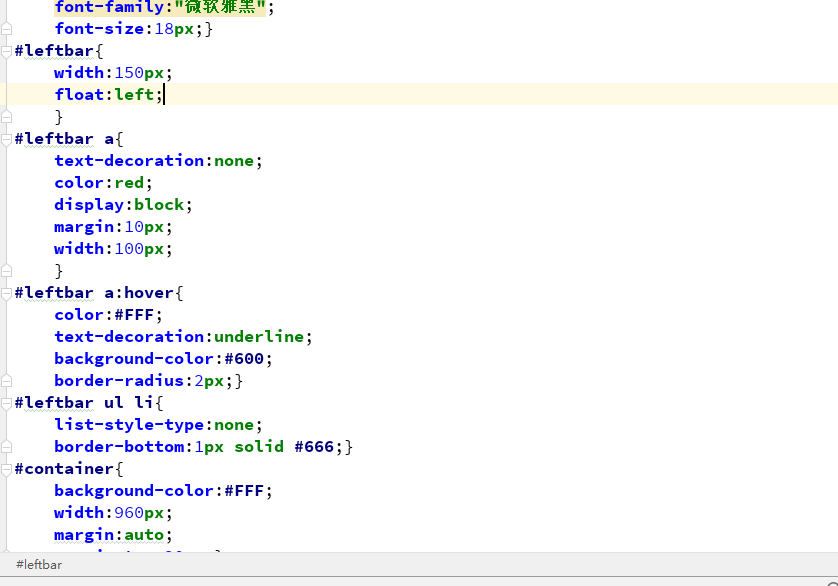 font-family:"微软雅黑";
font-size:18px;}
#leftbar{
width:150px;
float:left;
}
#leftbar a{
text-decoration:none;
color:red;
display:block;
margin:10px;
width:100px;
}
#leftbar a:hover{
color:#FFF;
text-decoration:underline;
background-color:#600;
border-radius:2px;}
#leftbar ul li{
list-style-type:none;
border-bottom:1px solid #666;}
#container{
background-color:#FFF;
width:960px;
margin:auto;
#leftbar